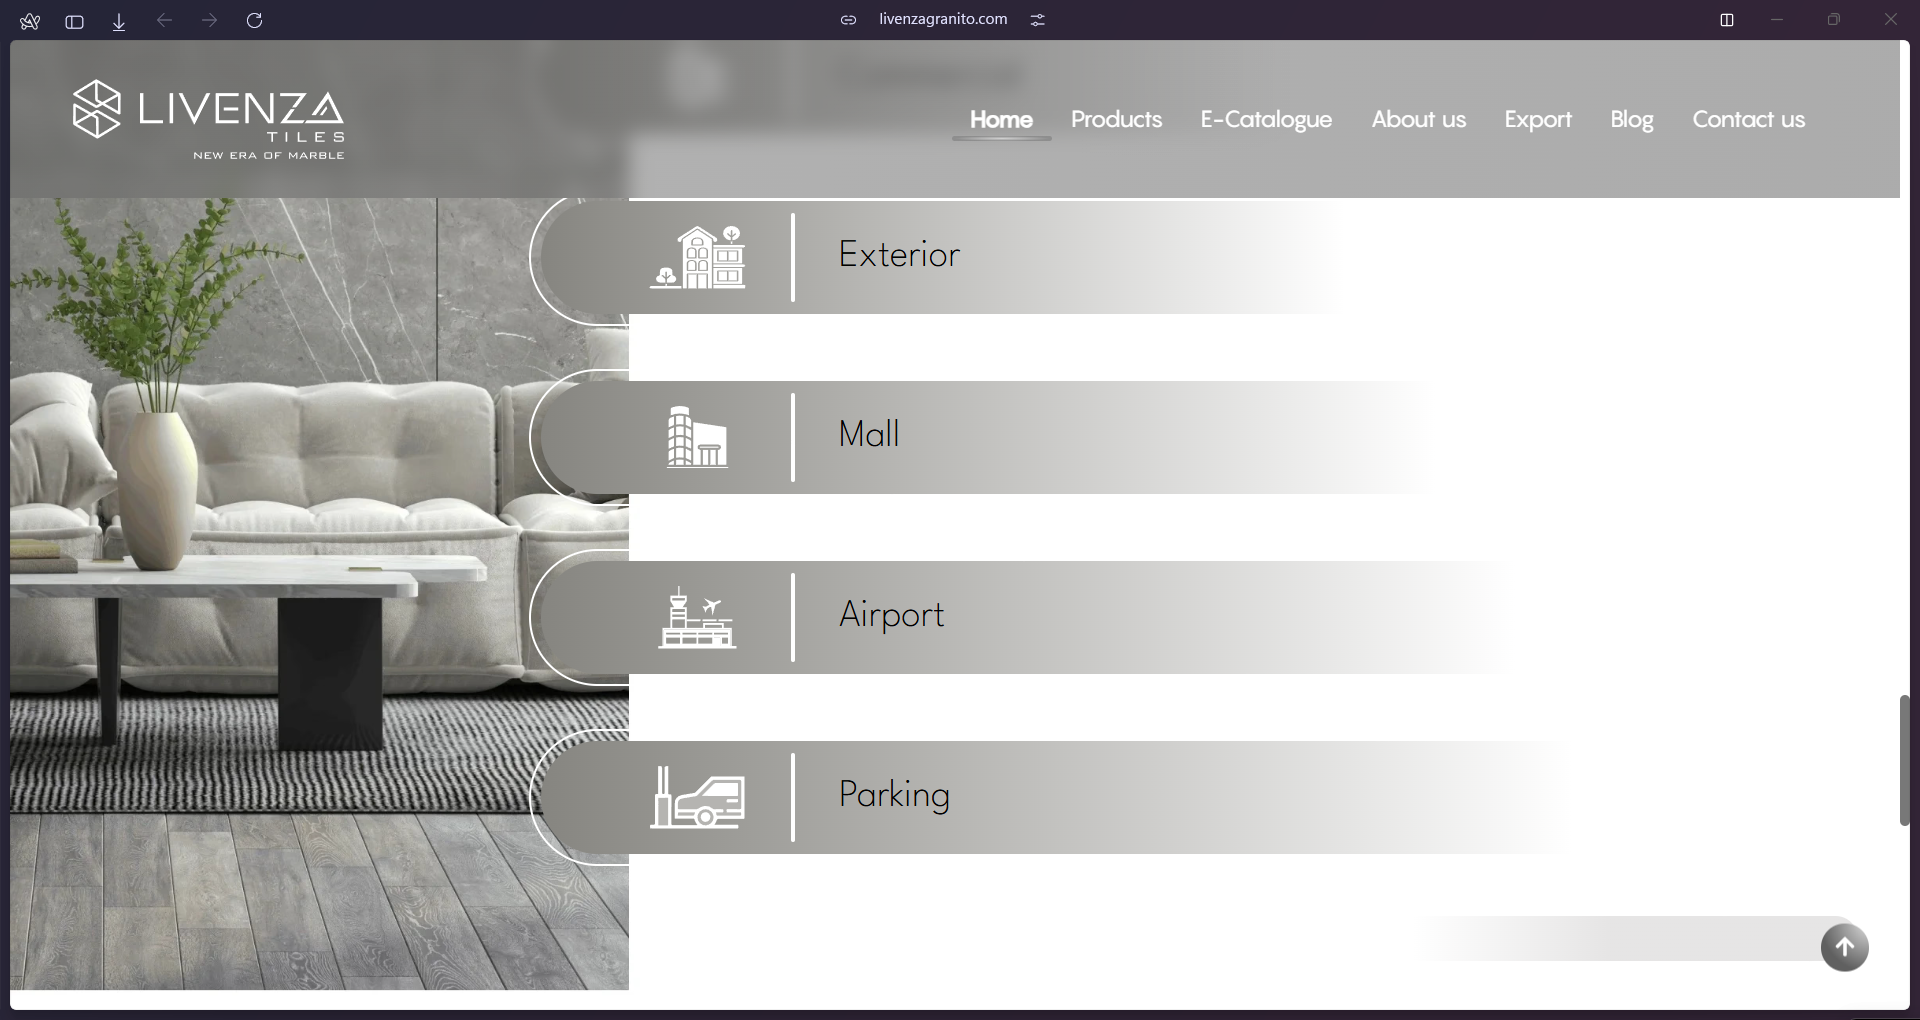 livenzagranito.com
LIVENZA
TILES
NEW ERA OF MARBLE
Home Products E-Catalogue About us Export Blog Contact us
Exterior
Mall
Airport
Parking